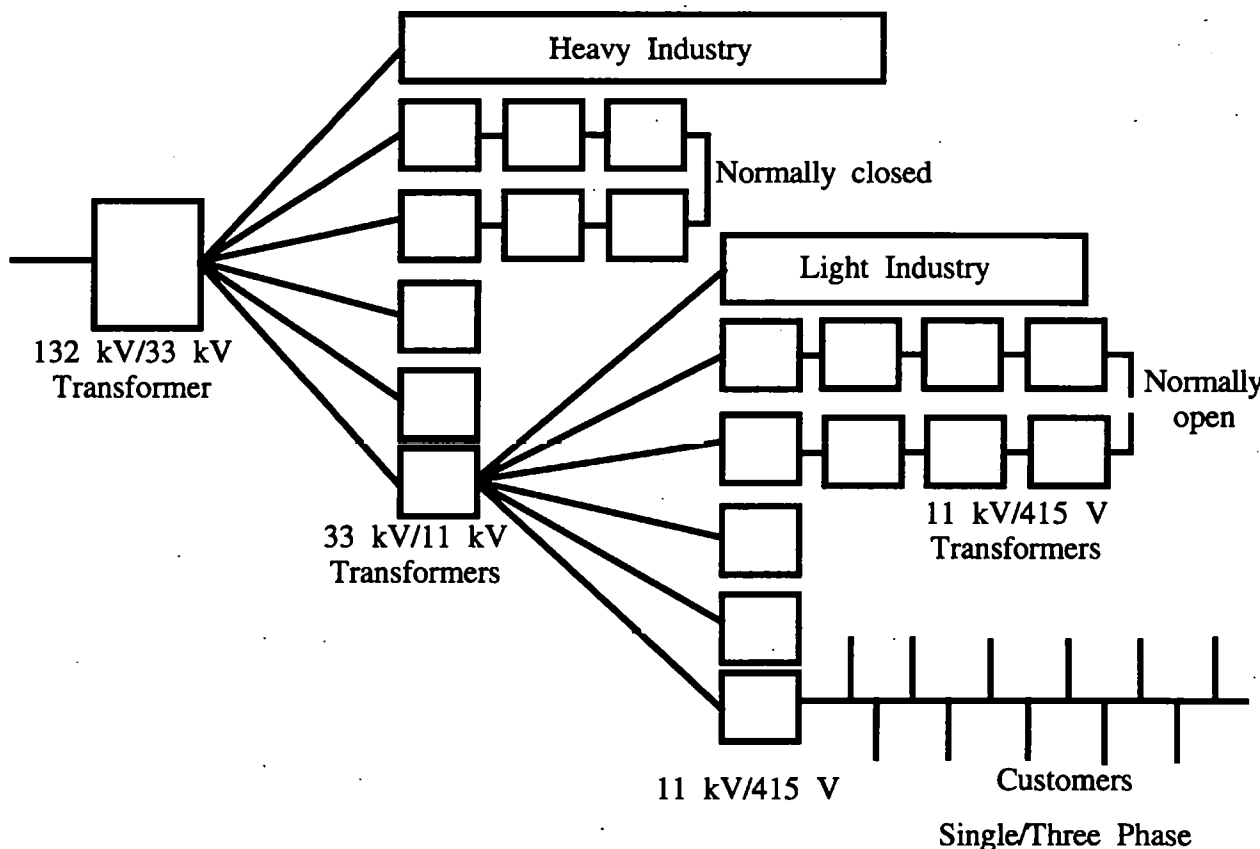 Heavy Industry
Normally closed
Light Industry
132 kV/33 kV
Transformer
Normally
open
33 kV/11 kV
Transformers
11 kV/415 V
Transformers
11 kV/415 V
Customers
Single/Three Phase